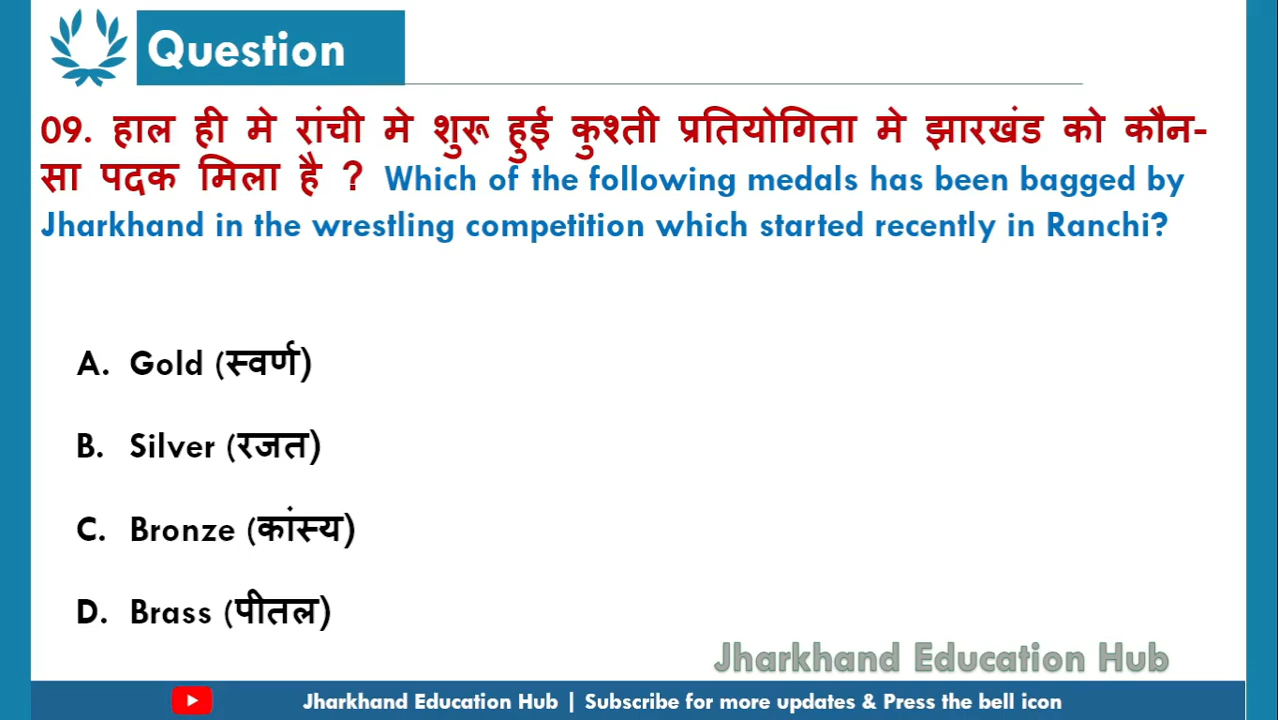 Question
09. हाल ही मे रांची मे शुरू हुई कुश्ती प्रतियोगिता मे झारखंड को कौन-
सा पदक मिला है ? Which of the following medals has been bagged by
Jharkhand in the wrestling competition which started recently in Ranchi?
A. Gold (स्वर्ण)
B. Silver (रजत)
C. Bronze (कांस्य)
D. Brass (पीतल)
Jharkhand Education Hub
Jharkhand Education Hub | Subscribe for more updates & Press the bell icon